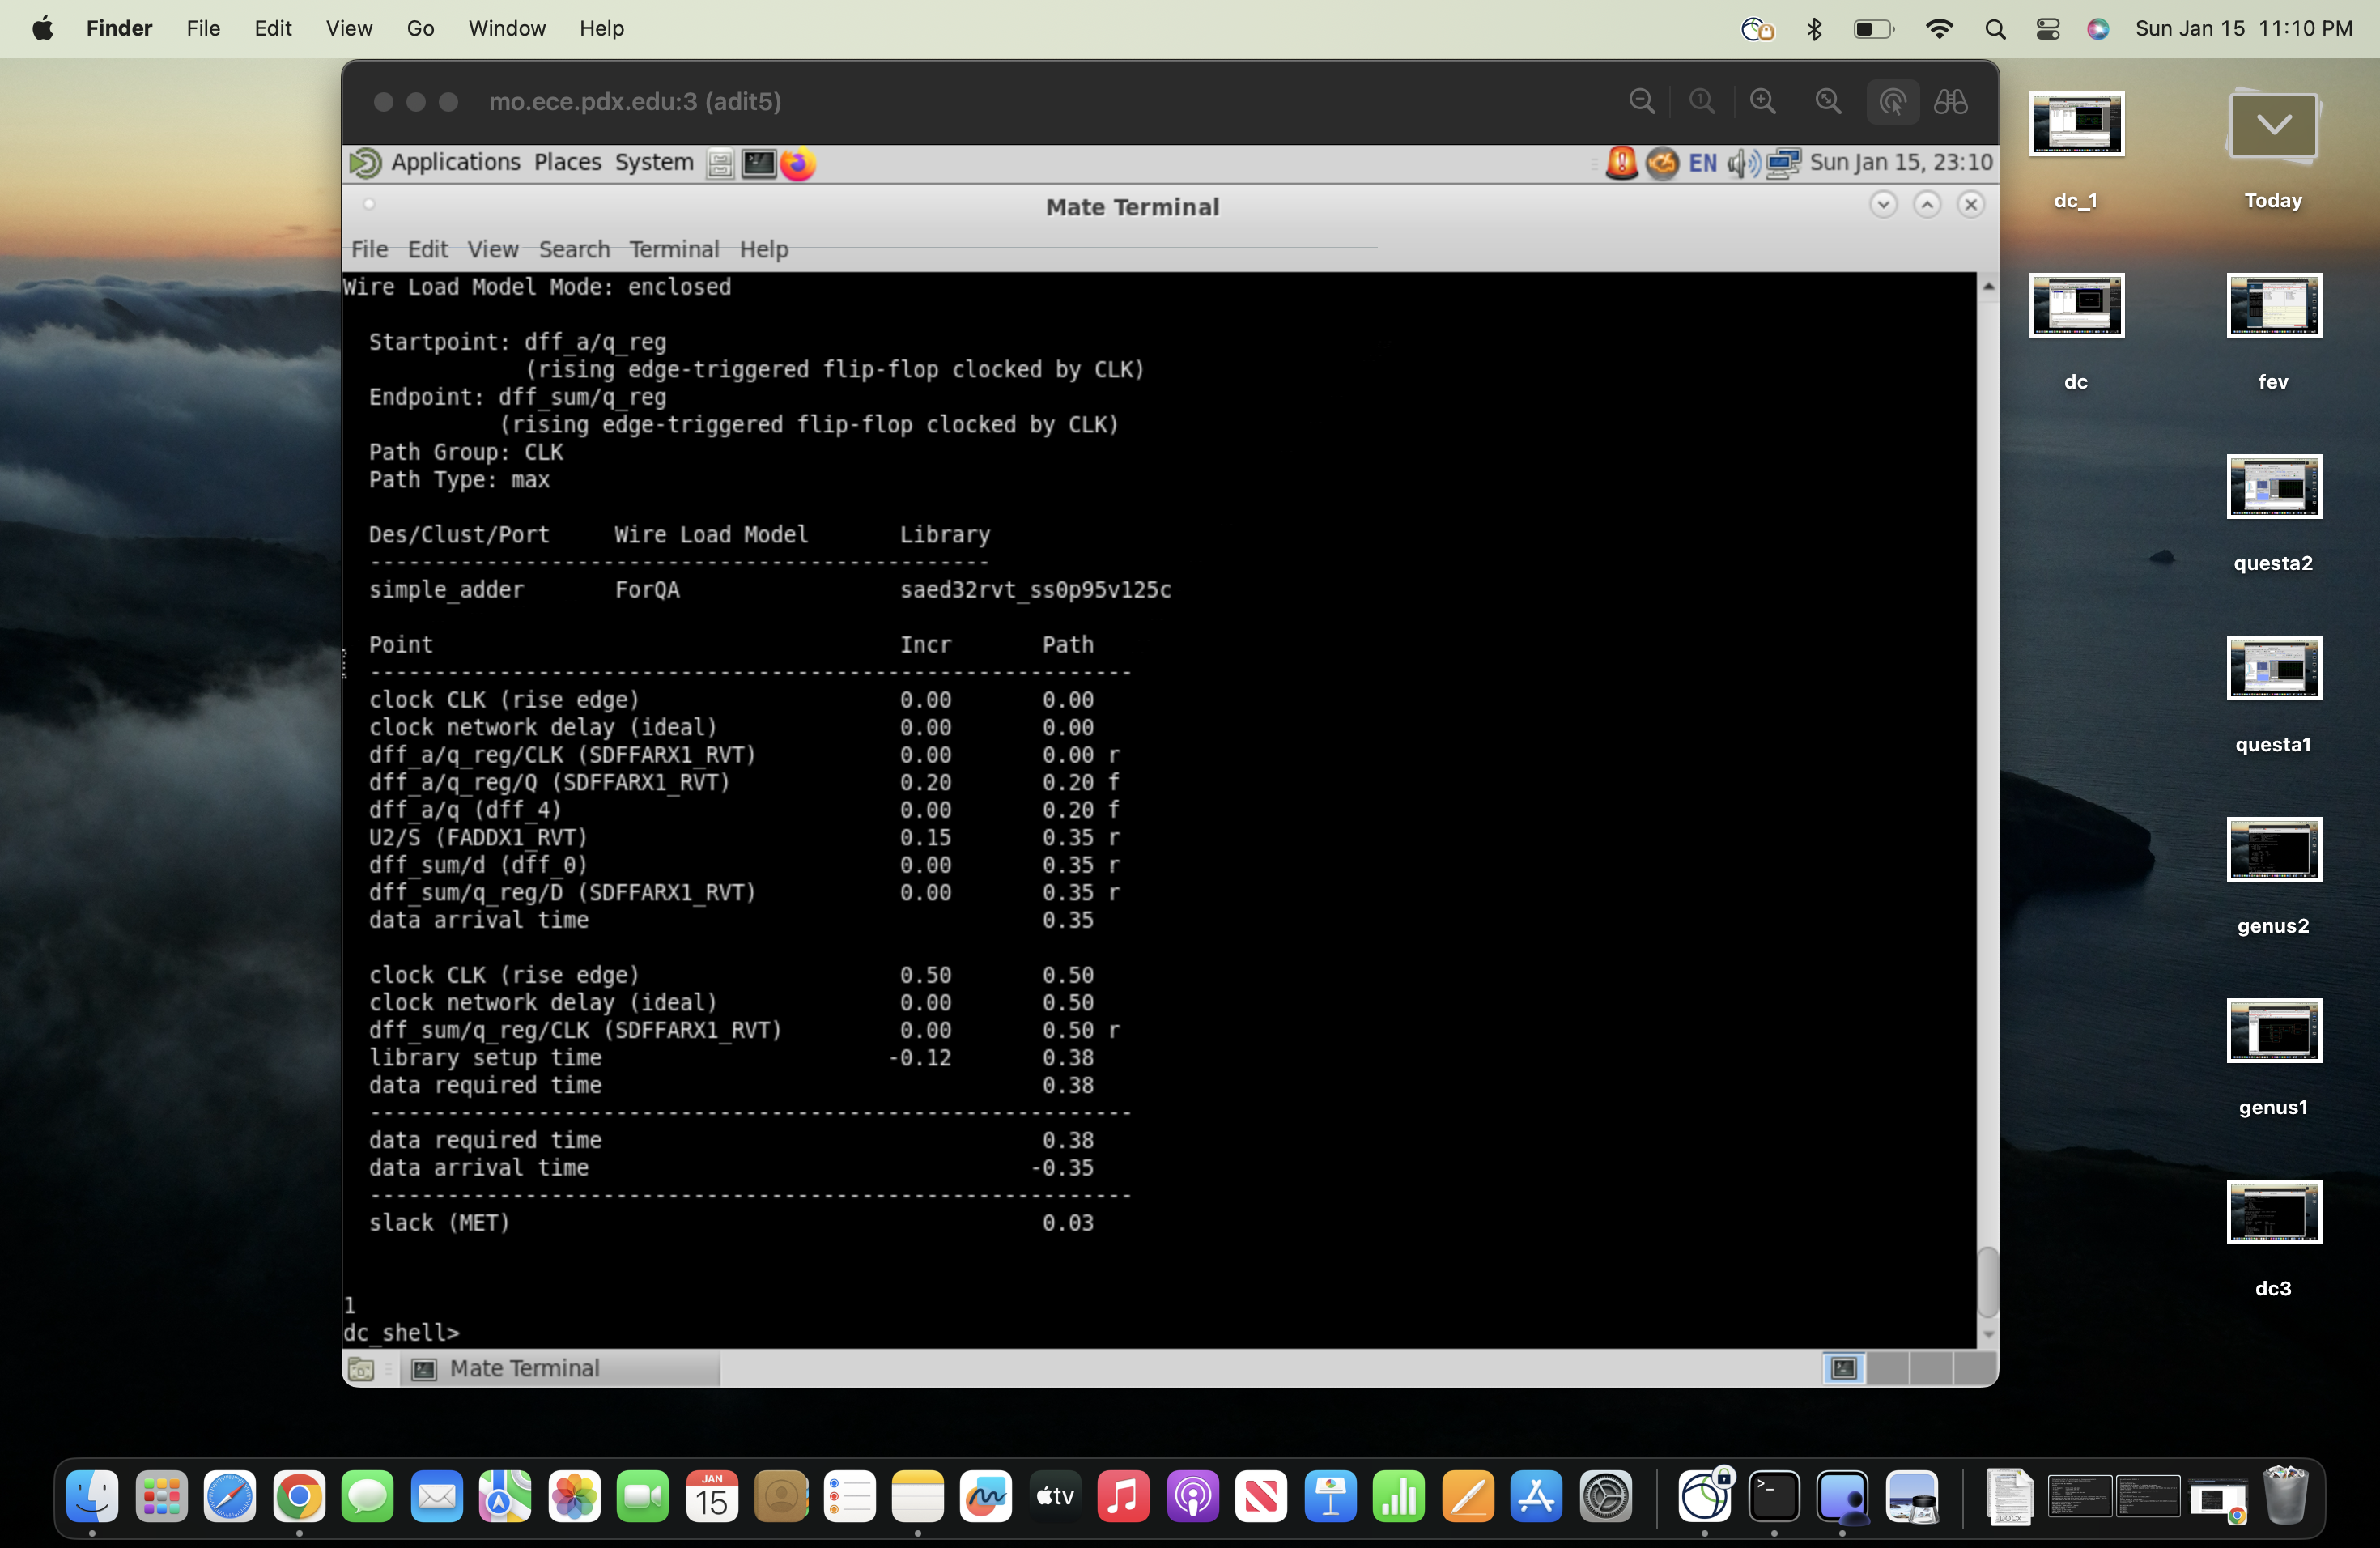 Finder File Edit View Go Window Help Sun Jan 15 11:10 PM
mo.ece.pdx.edu:3 (adit5)
Applications Places System EN Sun Jan 15, 23:10
Mate Terminal
File Edit View Search Terminal Help
Wire Load Model Mode: enclosed
Startpoint: dff_a/q_reg
(rising edge-triggered flip-flop clocked by CLK)
Endpoint: dff_sum/q_reg
(rising edge-triggered flip-flop clocked by CLK)
Path Group: CLK
Path Type: max
Des/Clust/Port Wire Load Model Library
------------------------------------------------
simple_adder ForQA saed32rvt_ss0p95v125c
Point Incr Path
-----------------------------------------------------------
clock CLK (rise edge) 0.00 0.00
clock network delay (ideal) 0.00 0.00
dff_a/q_reg/CLK (SDFFARX1_RVT) 0.00 0.00 r
dff_a/q_reg/Q (SDFFARX1_RVT) 0.20 0.20 f
dff_a/q (dff_4) 0.00 0.20 f
U2/S (FADDX1_RVT) 0.15 0.35 r
dff_sum/d (dff_0) 0.00 0.35 r
dff_sum/q_reg/D (SDFFARX1_RVT) 0.00 0.35 r
data arrival time 0.35
clock CLK (rise edge) 0.50 0.50
clock network delay (ideal) 0.00 0.50
dff_sum/q_reg/CLK (SDFFARX1_RVT) 0.00 0.50 r
library setup time -0.12 0.38
data required time 0.38
-----------------------------------------------------------
data required time 0.38
data arrival time -0.35
-----------------------------------------------------------
slack (MET) 0.03
1
dc_shell>
Mate Terminal
dc_1
Today
dc
fev
questa2
questa1
genus2
genus1
dc3
JAN
15
tv
DOCX